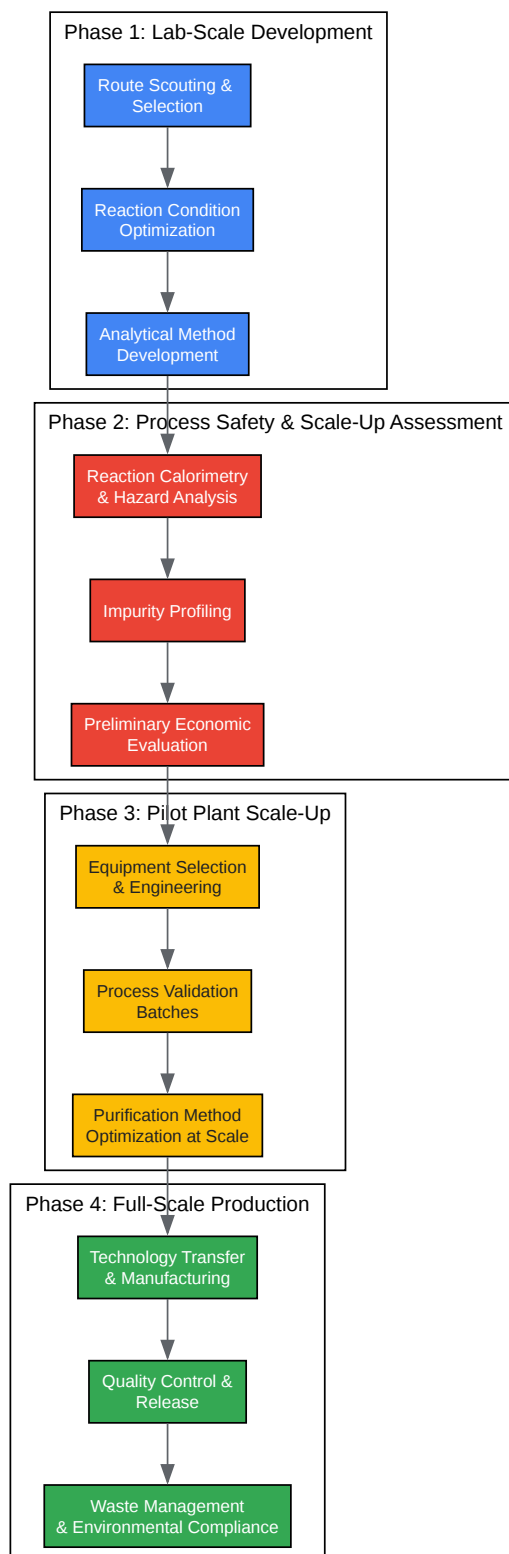 Phase 1: Lab-Scale Development
Route Scouting &
Selection
Reaction Condition
Optimization
Analytical Method
Development
Phase 2: Process Safety & Scale-Up Assessment
Reaction Calorimetry
& Hazard Analysis
Impurity Profiling
Preliminary Economic
Evaluation
Phase 3: Pilot Plant Scale-Up
Equipment Selection
& Engineering
Process Validation
Batches
Purification Method
Optimization at Scale
Phase 4: Full-Scale Production
Technology Transfer
& Manufacturing
Quality Control &
Release
Waste Management
& Environmental Compliance